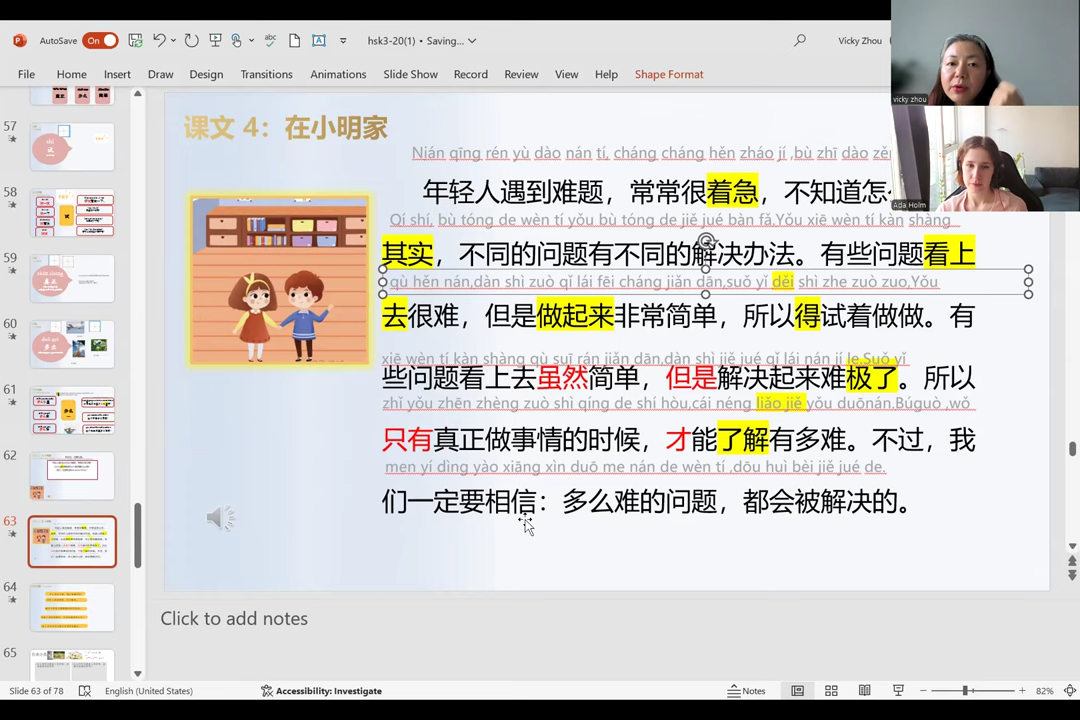 AutoSave On hsk3-20(1) • Saving... Vicky Zhou
File Home Insert Draw Design Transitions Animations Slide Show Record Review View Help Shape Format
vicky zhou
Ada Holm
57
58
59
60
61
62
63
64
65
课文 4：在小明家
Nián qīng rén yù dào nán tí, cháng cháng hěn zháo jí ,bù zhī dào
年轻人遇到难题，常常很着急，不知道怎
Qí shí, bù tóng de wèn tí yǒu bù tóng de jiě jué bàn fǎ.Yǒu xiē wèn tí kàn shàng
其实，不同的问题有不同的解决办法。有些问题看上
qù hěn nán,dàn shì zuò qǐ lái fēi cháng jiǎn dān,suǒ yǐ děi shì zhe zuò zuo,Yǒu
去很难，但是做起来非常简单，所以得试着做做。有
xiē wèn tí kàn shàng qù suī rán jiǎn dān,dàn shì jiě jué qǐ lái nán jí le.Suǒ yǐ
些问题看上去虽然简单，但是解决起来难极了。所以
zhǐ yǒu zhēn zhèng zuò shì qíng de shí hòu,cái néng liǎo jiě yǒu duōnán.Búguò ,wǒ
只有真正做事情的时候，才能了解有多难。不过，我
men yí dìng yào xiāng xìn duō me nán de wèn tí ,dōu huì bèi jiě jué de.
们一定要相信：多么难的问题，都会被解决的。
Click to add notes
Slide 63 of 78 English (United States) Accessibility: Investigate Notes 82%